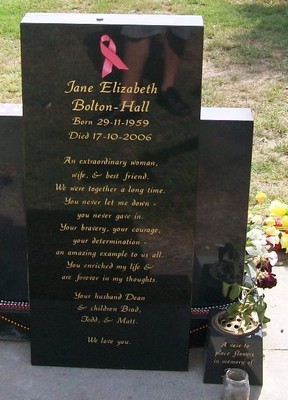 Jane Elizabeth
Bolton-Hall
Born 29-11-1959
Died 17-10-2006
An extraordinary woman,
wife, & best friend.
We were together a long time.
You never let me down -
you never gave in.
Your bravery, your courage,
your determination -
an amazing example to us all.
You enriched my life &
are forever in my thoughts.
Your husband Dean
& children Brad,
Todd, & Matt.
We love you.
A vase to
place flowers
in memory of